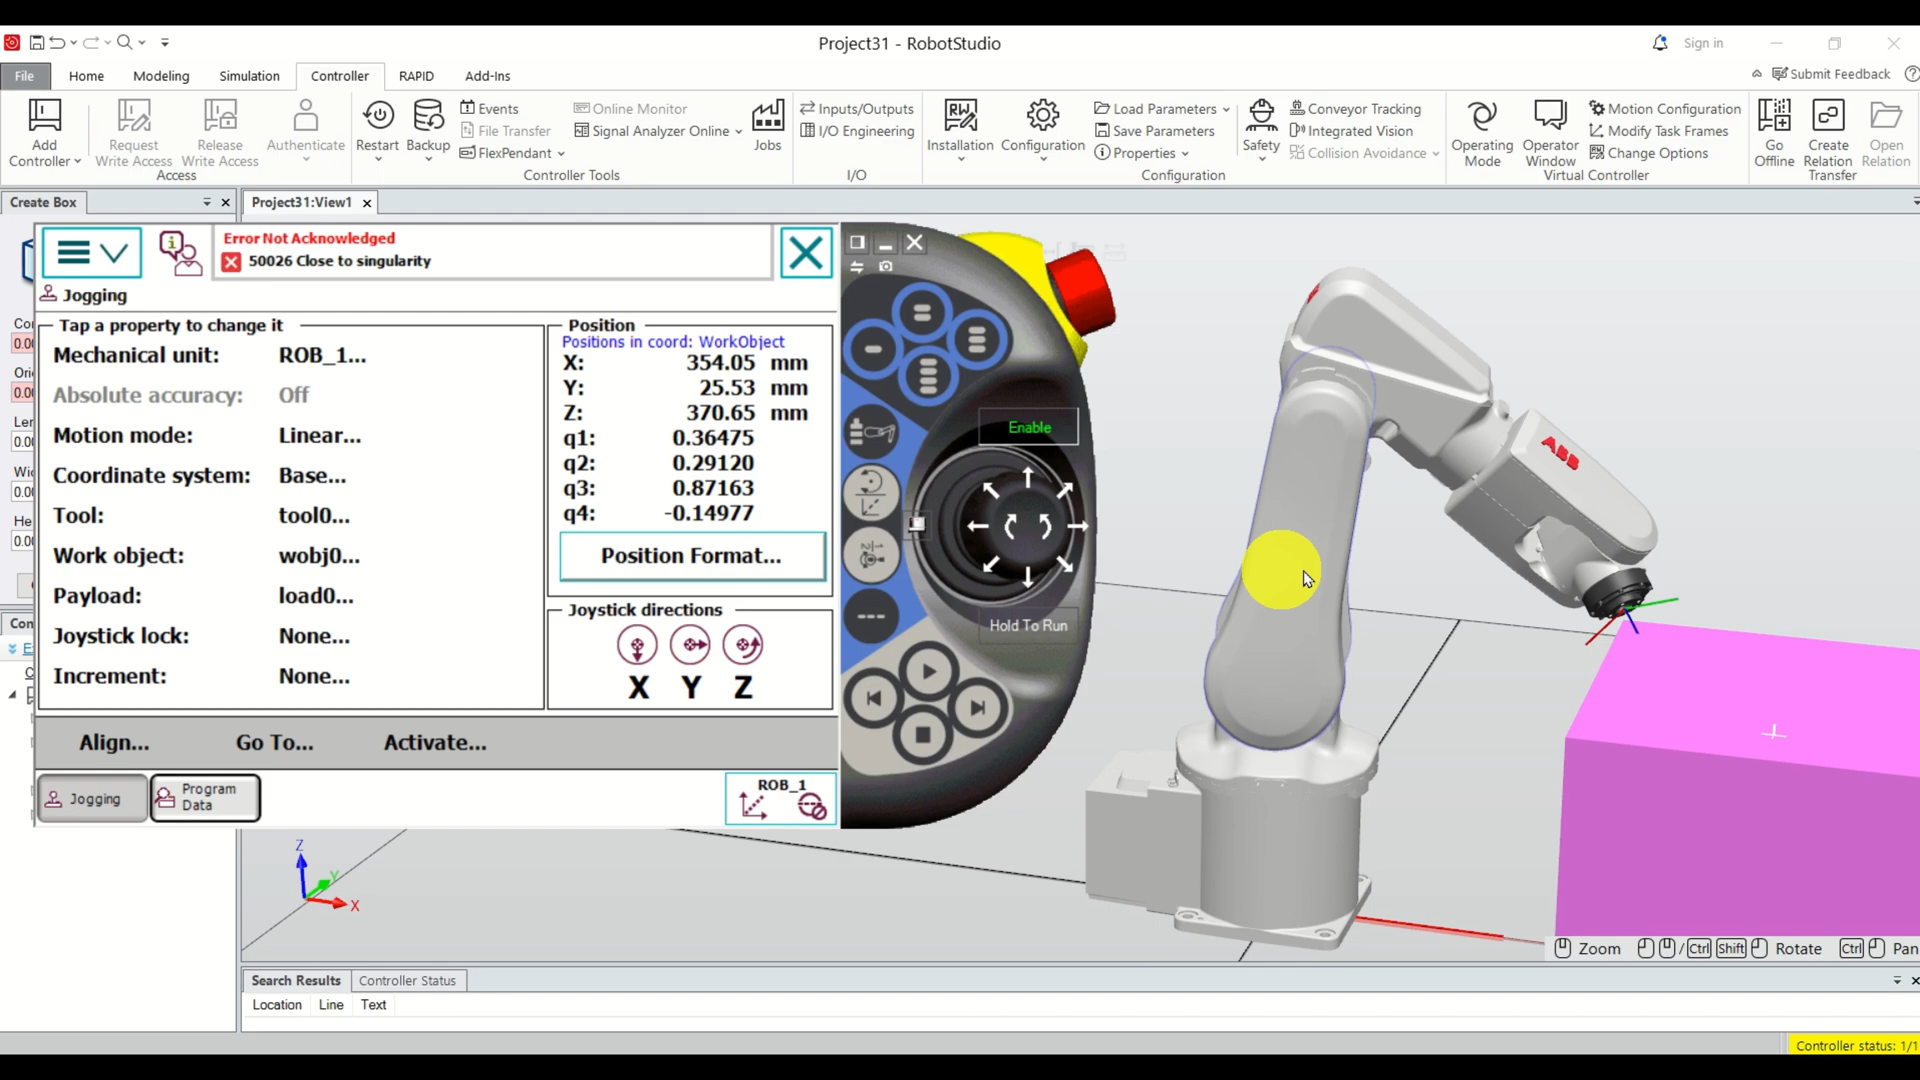 Project31 - RobotStudio
Sign in
File Home Modeling Simulation Controller RAPID Add-Ins
Submit Feedback
Add Controller
Request Write Access
Release Write Access
Authenticate
Access
Restart
Backup
Events
File Transfer
FlexPendant
Online Monitor
Signal Analyzer Online
Jobs
Controller Tools
Inputs/Outputs
I/O Engineering
I/O
Installation
Configuration
Load Parameters
Save Parameters
Properties
Safety
Conveyor Tracking
Integrated Vision
Collision Avoidance
Configuration
Operating Mode
Operator Window
Motion Configuration
Modify Task Frames
Change Options
Virtual Controller
Go Offline
Create Relation
Open Relation
Transfer
Create Box
Project31:View1
Error Not Acknowledged
50026 Close to singularity
Jogging
Tap a property to change it
Mechanical unit: ROB_1...
Absolute accuracy: Off
Motion mode: Linear...
Coordinate system: Base...
Tool: tool0...
Work object: wobj0...
Payload: load0...
Joystick lock: None...
Increment: None...
Position
Positions in coord: WorkObject
X: 354.05 mm
Y: 25.53 mm
Z: 370.65 mm
q1: 0.36475
q2: 0.29120
q3: 0.87163
q4: -0.14977
Position Format...
Joystick directions
X Y Z
Align... Go To... Activate...
Jogging
Program Data
ROB_1
Enable
Hold To Run
ABB
Z
Y
X
Zoom
/ Ctrl Shift Rotate
Ctrl Pan
Search Results Controller Status
Location Line Text
Controller status: 1/1